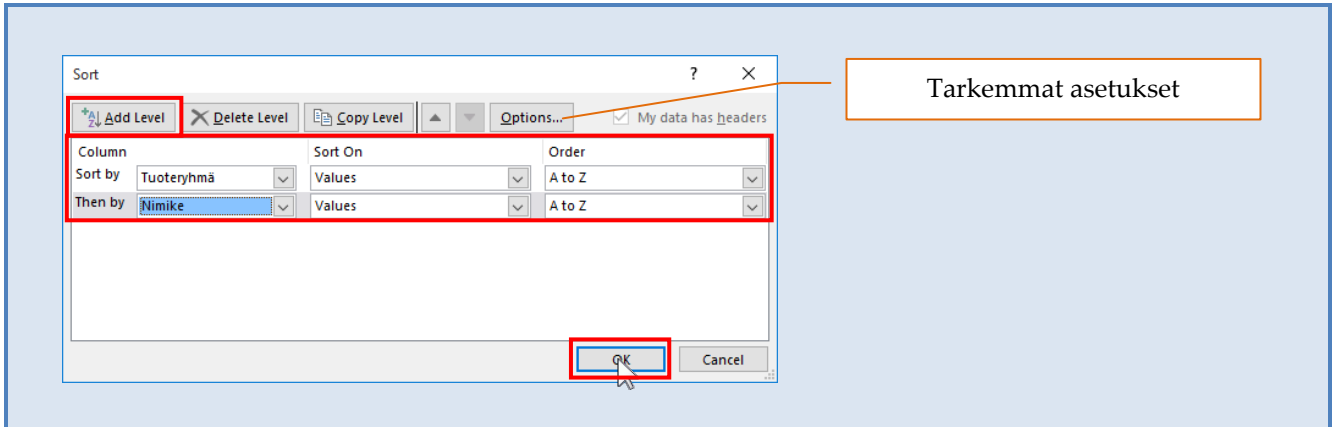 Sort ? ×
Tarkemmat asetukset
Add Level Delete Level Copy Level Options... My data has headers
Column Sort On Order
Sort by Tuoteryhmä Values A to Z
Then by Nimike Values A to Z
OK Cancel